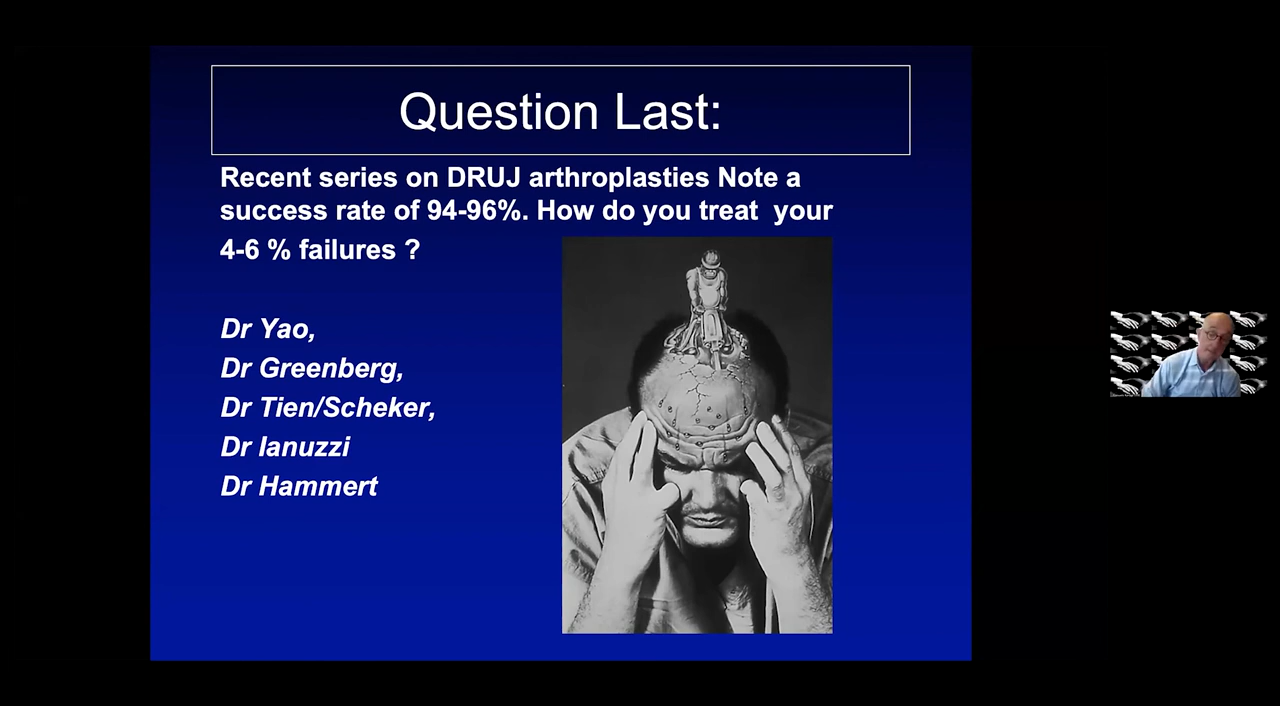 Question Last:
Recent series on DRUJ arthroplasties Note a
success rate of 94-96%. How do you treat your
4-6 % failures ?
Dr Yao,
Dr Greenberg,
Dr Tien/Scheker,
Dr Ianuzzi
Dr Hammert